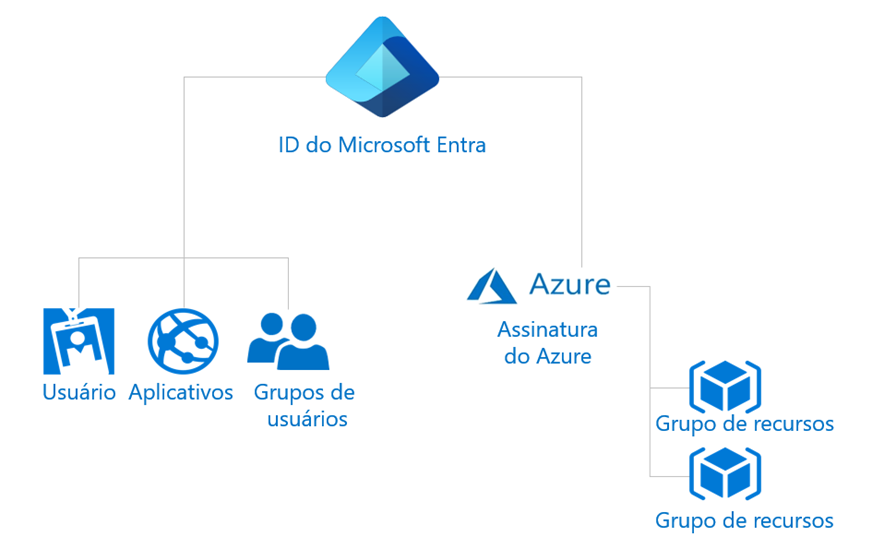 ID do Microsoft Entra
Azure
Assinatura
do Azure
Usuário
Aplicativos
Grupos de
usuários
Grupo de recursos
Grupo de recursos